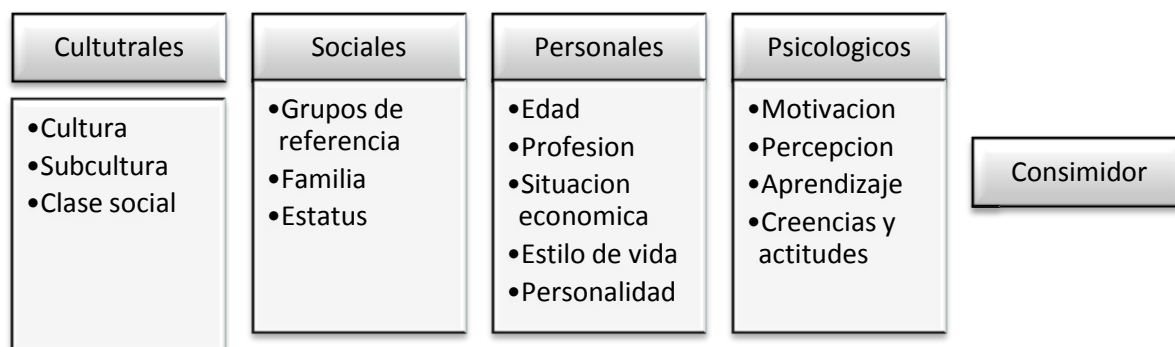 Cultutrales
•Cultura
•Subcultura
•Clase social
Sociales
•Grupos de
referencia
•Familia
•Estatus
Personales
•Edad
•Profesion
•Situacion
economica
•Estilo de vida
•Personalidad
Psicologicos
•Motivacion
•Percepcion
•Aprendizaje
•Creencias y
actitudes
Consimidor